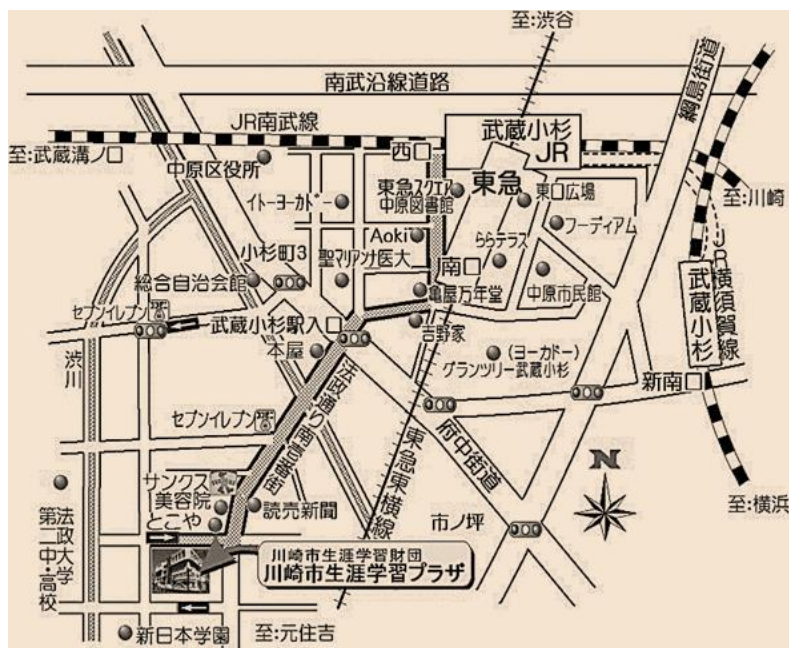 至:渋谷
南武沿線道路
綱島街道
JR南武線
武蔵小杉
JR
西口
至:武蔵溝ノ口
中原区役所
東急スクエア
中原図書館
東急
東口広場
至:川崎
イトーヨーカドー
フーディアム
Aoki
ららテラス
小杉町3
聖マリアンナ医大
南口
総合自治会館
亀屋万年堂
中原市民館
JR横須賀線
武蔵小杉
セブンイレブン
武蔵小杉駅入口
吉野家
本屋
(ヨーカドー)
グランツリー武蔵小杉
新南口
渋川
法政通り南百番街
セブンイレブン
府中街道
東急東横線
N
サンクス
美容院
とこや
読売新聞
市ノ坪
至:横浜
法政大学
第二中・高校
川崎市生涯学習財団
川崎市生涯学習プラザ
新日本学園
至:元住吉